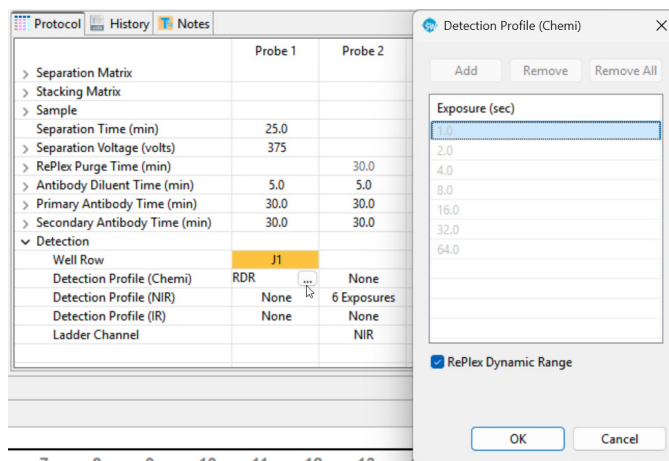 Protocol History Notes
Probe 1 Probe 2
Separation Matrix
Stacking Matrix
Sample
Separation Time (min) 25.0
Separation Voltage (volts) 375
RePlex Purge Time (min) 30.0
Antibody Diluent Time (min) 5.0 5.0
Primary Antibody Time (min) 30.0 30.0
Secondary Antibody Time (min) 30.0 30.0
Detection
Well Row J1
Detection Profile (Chemi) RDR ... None
Detection Profile (NIR) None 6 Exposures
Detection Profile (IR) None None
Ladder Channel NIR
Detection Profile (Chemi)
Add Remove Remove All
Exposure (sec)
1.0
2.0
4.0
8.0
16.0
32.0
64.0
RePlex Dynamic Range
OK Cancel